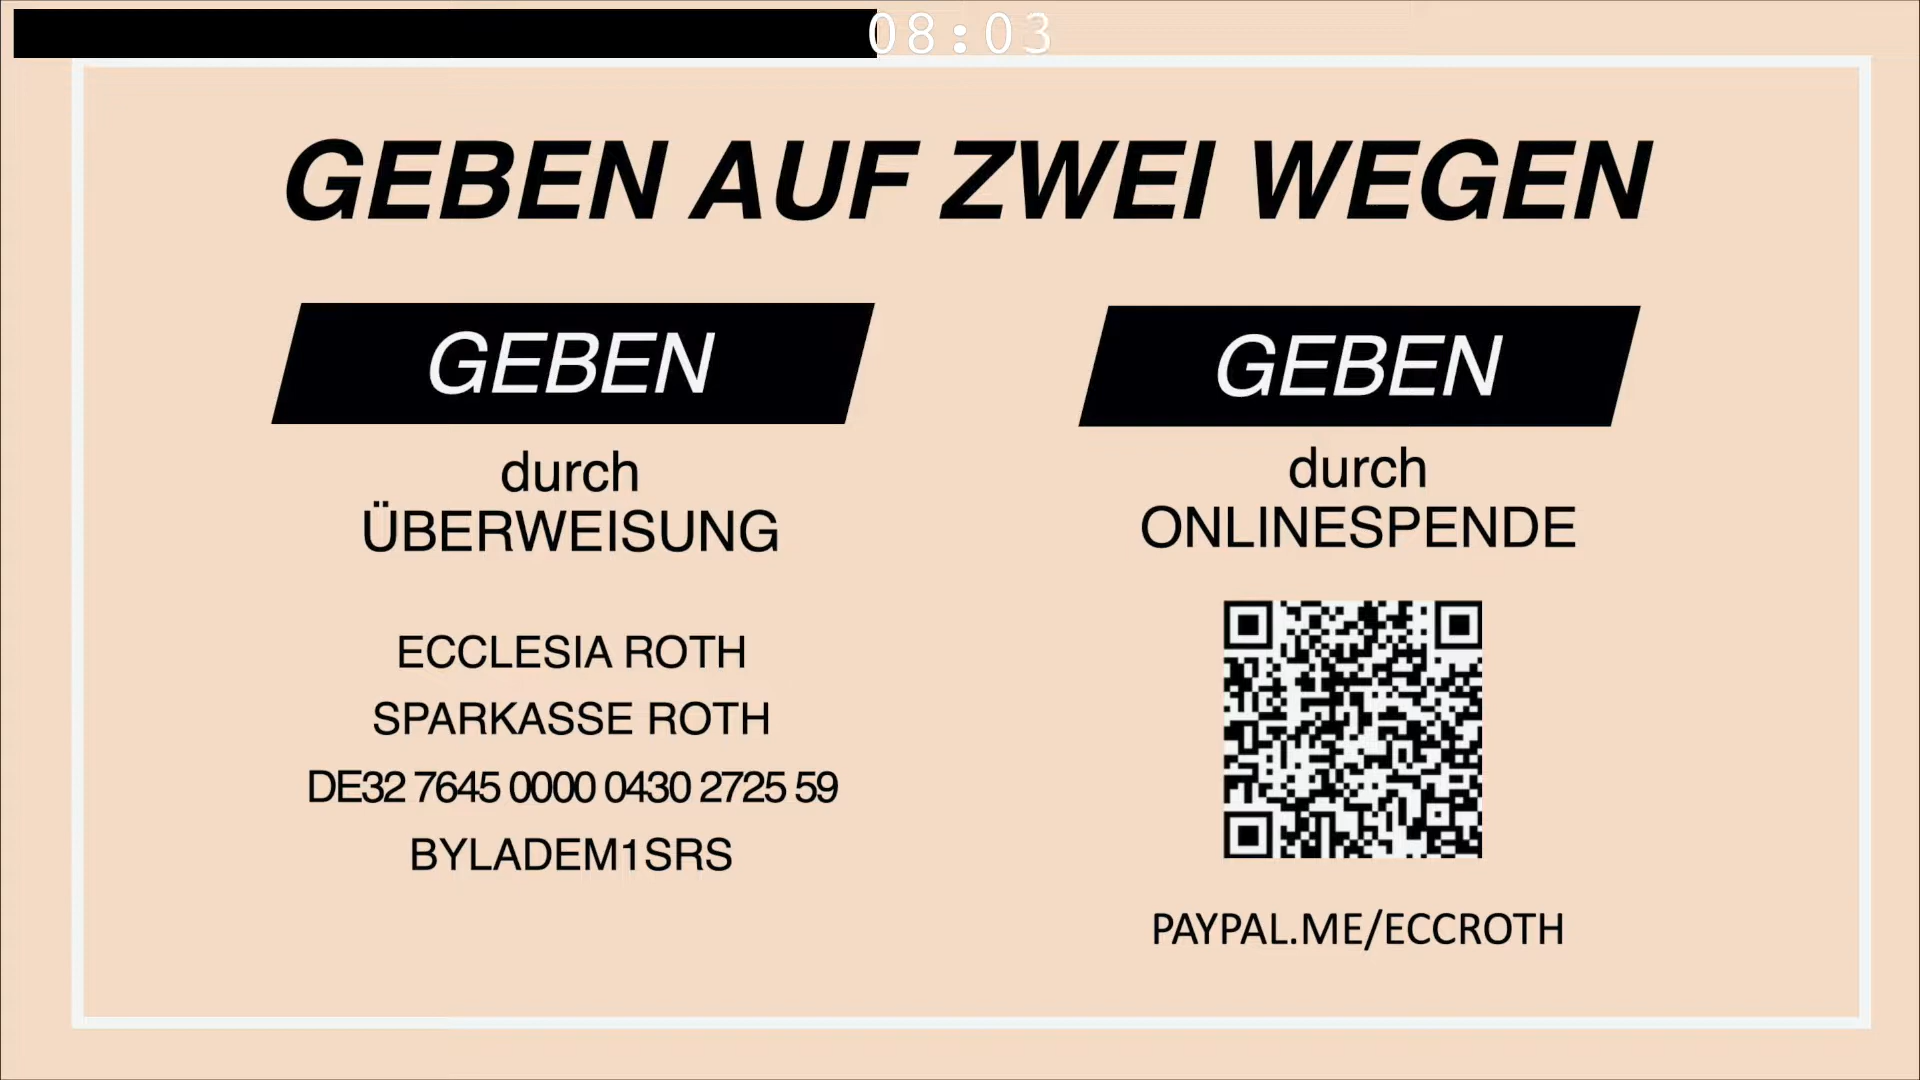 08:03
GEBEN AUF ZWEI WEGEN
GEBEN
durch
ÜBERWEISUNG
ECCLESIA ROTH
SPARKASSE ROTH
DE32 7645 0000 0430 2725 59
BYLADEM1SRS
GEBEN
durch
ONLINESPENDE
PAYPAL.ME/ECCROTH